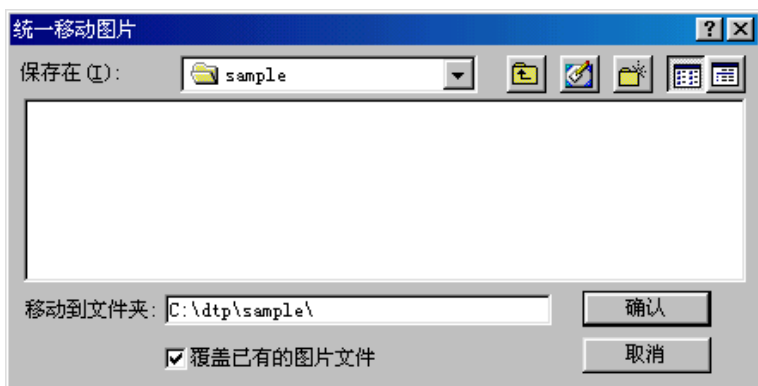 统一移动图片
保存在(I):
sample
移动到文件夹: C:\dtp\sample\
确认
覆盖已有的图片文件
取消